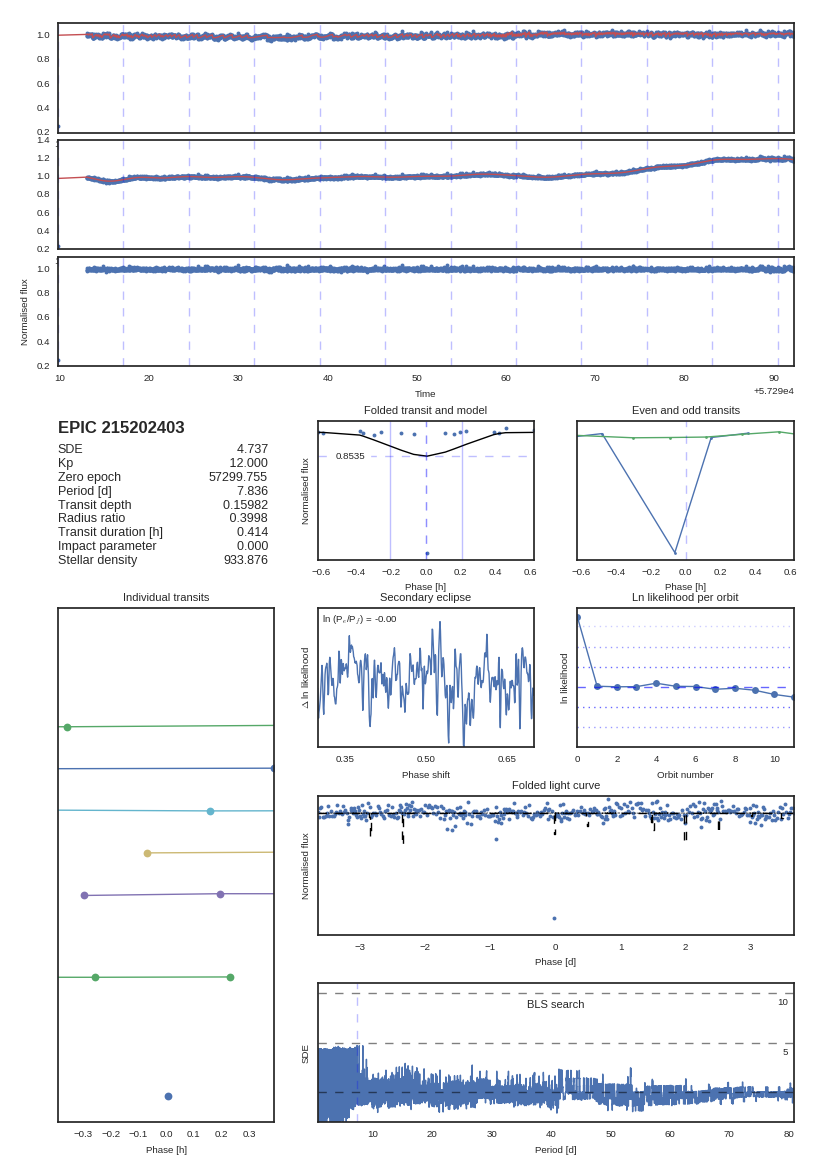 1.0
0.8
0.6
0.4
0.2
1.4
1.2
1.0
0.8
0.6
0.4
0.2
1.0
0.8
0.6
0.4
0.2
Normalised flux
10 20 30 40 50 60 70 80 90
Time
+5.729e4
EPIC 215202403
SDE 4.737
Kp 12.000
Zero epoch 57299.755
Period [d] 7.836
Transit depth 0.15982
Radius ratio 0.3998
Transit duration [h] 0.414
Impact parameter 0.000
Stellar density 933.876
Folded transit and model
Normalised flux
0.8535
−0.6 −0.4 −0.2 0.0 0.2 0.4 0.6
Phase [h]
Even and odd transits
−0.6 −0.4 −0.2 0.0 0.2 0.4 0.6
Phase [h]
Individual transits
−0.3 −0.2 −0.1 0.0 0.1 0.2 0.3
Phase [h]
Secondary eclipse
ln (Pₑ/P𝑓) = -0.00
Δ ln likelihood
0.35 0.50 0.65
Phase shift
Ln likelihood per orbit
ln likelihood
0 2 4 6 8 10
Orbit number
Folded light curve
Normalised flux
−3 −2 −1 0 1 2 3
Phase [d]
BLS search
10
5
SDE
10 20 30 40 50 60 70 80
Period [d]